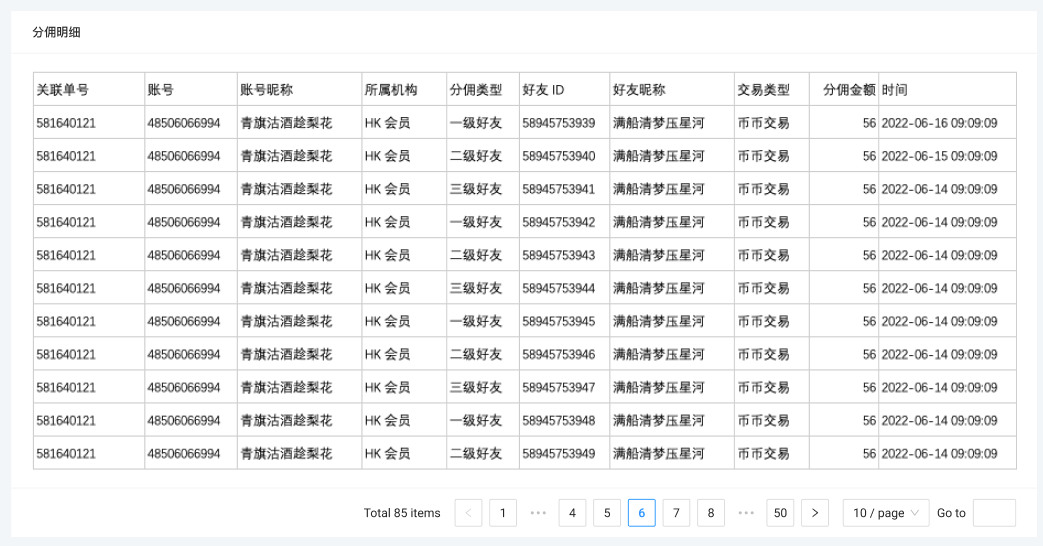 分佣明细
关联单号 账号 账号昵称 所属机构 分佣类型 好友 ID 好友昵称 交易类型 分佣金额 时间
581640121 48506066994 青旗沽酒趁梨花 HK 会员 一级好友 58945753939 满船清梦压星河 币币交易 56 2022-06-16 09:09:09
581640121 48506066994 青旗沽酒趁梨花 HK 会员 二级好友 58945753940 满船清梦压星河 币币交易 56 2022-06-15 09:09:09
581640121 48506066994 青旗沽酒趁梨花 HK 会员 三级好友 58945753941 满船清梦压星河 币币交易 56 2022-06-14 09:09:09
581640121 48506066994 青旗沽酒趁梨花 HK 会员 一级好友 58945753942 满船清梦压星河 币币交易 56 2022-06-14 09:09:09
581640121 48506066994 青旗沽酒趁梨花 HK 会员 二级好友 58945753943 满船清梦压星河 币币交易 56 2022-06-14 09:09:09
581640121 48506066994 青旗沽酒趁梨花 HK 会员 三级好友 58945753944 满船清梦压星河 币币交易 56 2022-06-14 09:09:09
581640121 48506066994 青旗沽酒趁梨花 HK 会员 一级好友 58945753945 满船清梦压星河 币币交易 56 2022-06-14 09:09:09
581640121 48506066994 青旗沽酒趁梨花 HK 会员 二级好友 58945753946 满船清梦压星河 币币交易 56 2022-06-14 09:09:09
581640121 48506066994 青旗沽酒趁梨花 HK 会员 三级好友 58945753947 满船清梦压星河 币币交易 56 2022-06-14 09:09:09
581640121 48506066994 青旗沽酒趁梨花 HK 会员 一级好友 58945753948 满船清梦压星河 币币交易 56 2022-06-14 09:09:09
581640121 48506066994 青旗沽酒趁梨花 HK 会员 二级好友 58945753949 满船清梦压星河 币币交易 56 2022-06-14 09:09:09
Total 85 items < 1 ••• 4 5 6 7 8 ••• 50 > 10 / page Go to